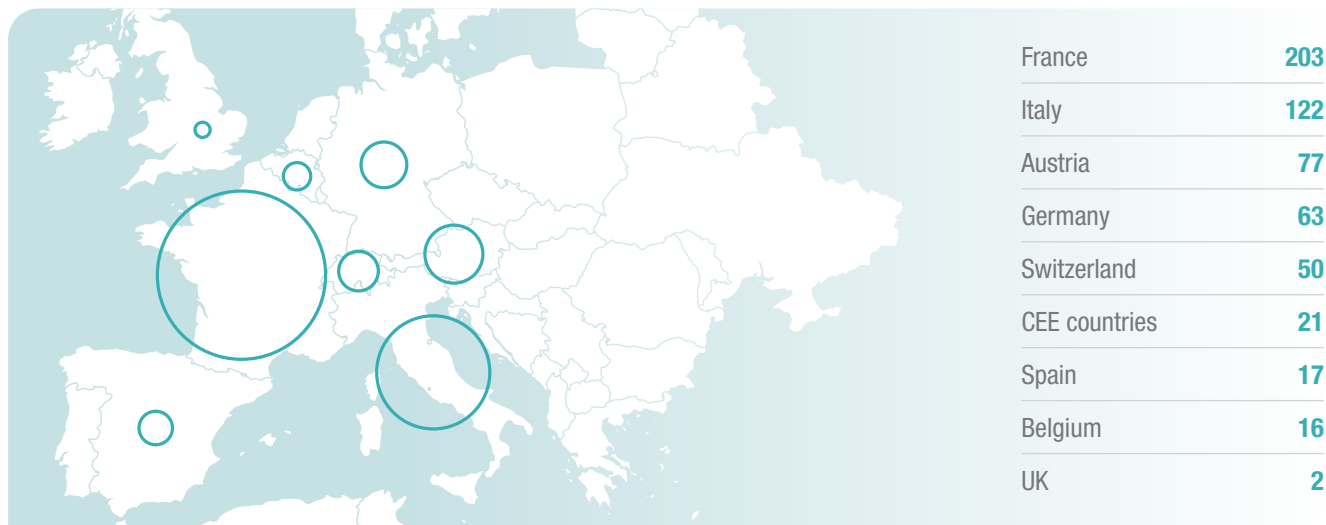 France 203
Italy 122
Austria 77
Germany 63
Switzerland 50
CEE countries 21
Spain 17
Belgium 16
UK 2